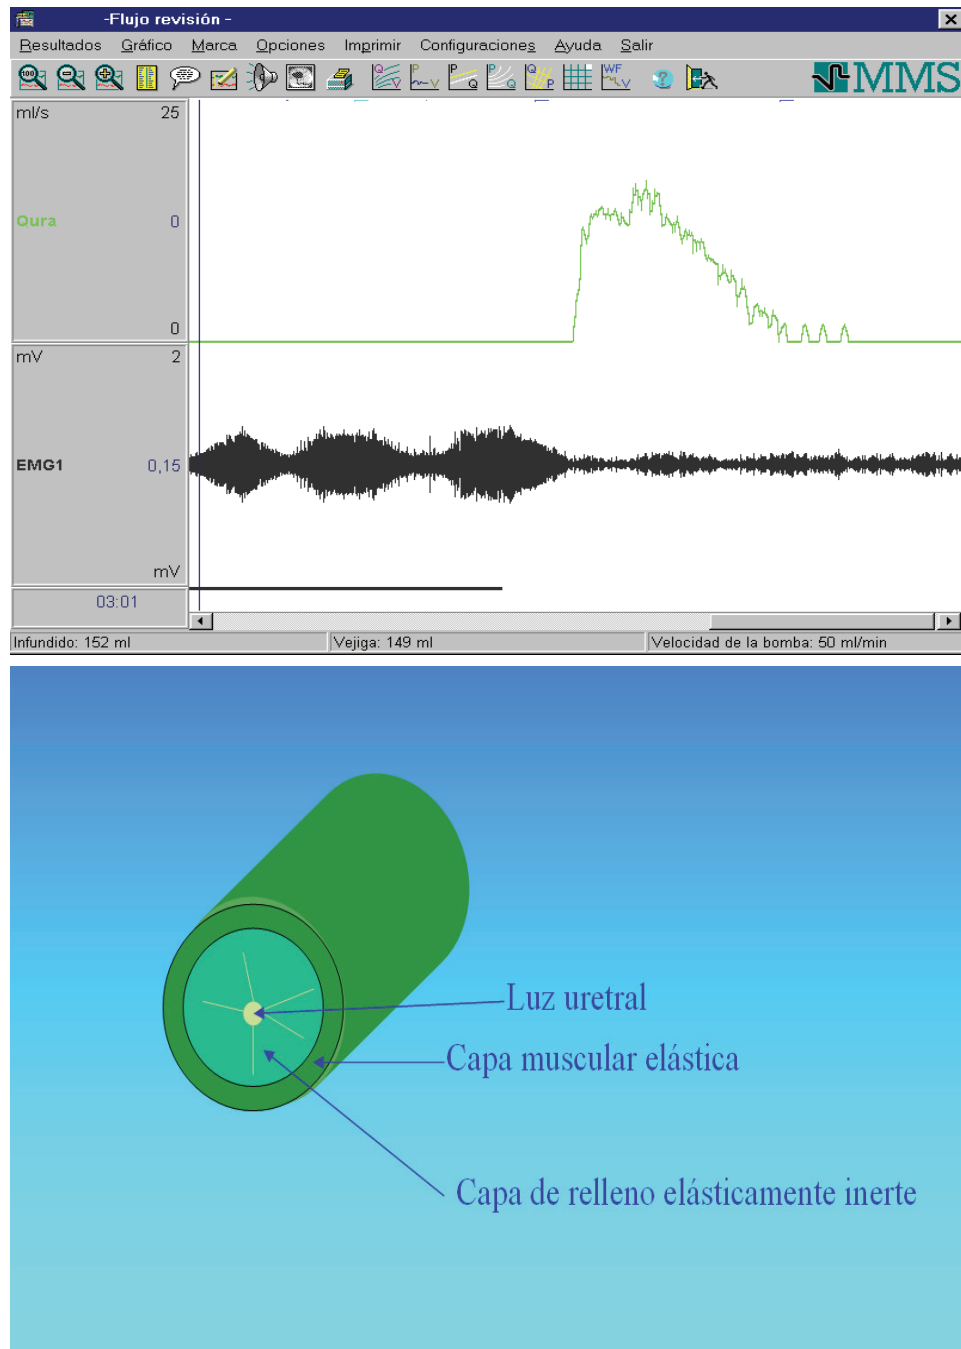 -Flujo revisión -
Resultados Gráfico Marca Opciones Imprimir Configuraciones Ayuda Salir
100 P V P Q P Q Q P WF V MMS
ml/s 25
Qura 0
0
mV 2
EMG1 0,15
mV
03:01
Infundido: 152 ml Vejiga: 149 ml Velocidad de la bomba: 50 ml/min
Luz uretral
Capa muscular elástica
Capa de relleno elásticamente inerte